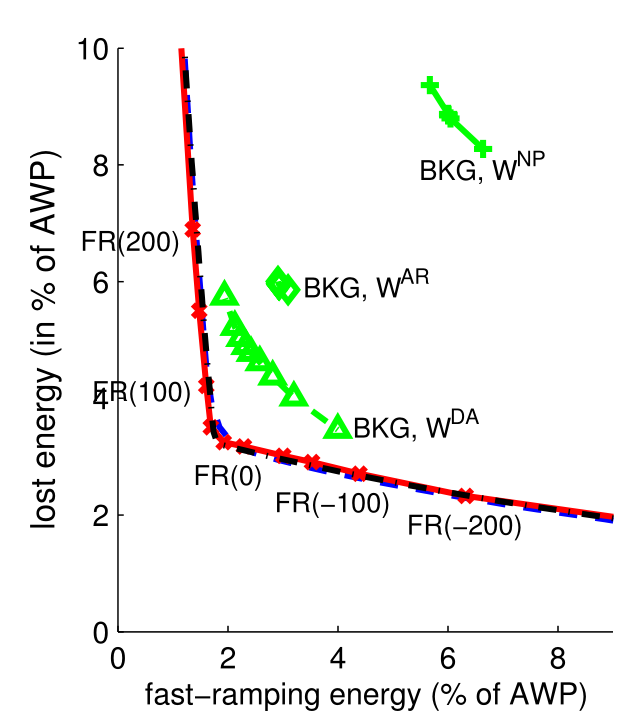 10
8
6
4
2
0
0 2 4 6 8
lost energy (in % of AWP)
fast−ramping energy (% of AWP)
BKG, W^NP
FR(200)
BKG, W^AR
FR(100)
BKG, W^DA
FR(0)
FR(−100)
FR(−200)